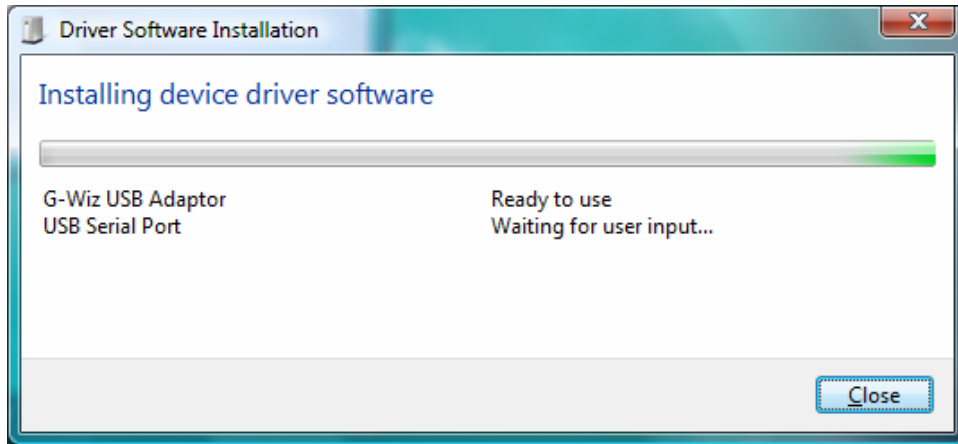 Driver Software Installation
Installing device driver software
G-Wiz USB Adaptor Ready to use
USB Serial Port Waiting for user input...
Close